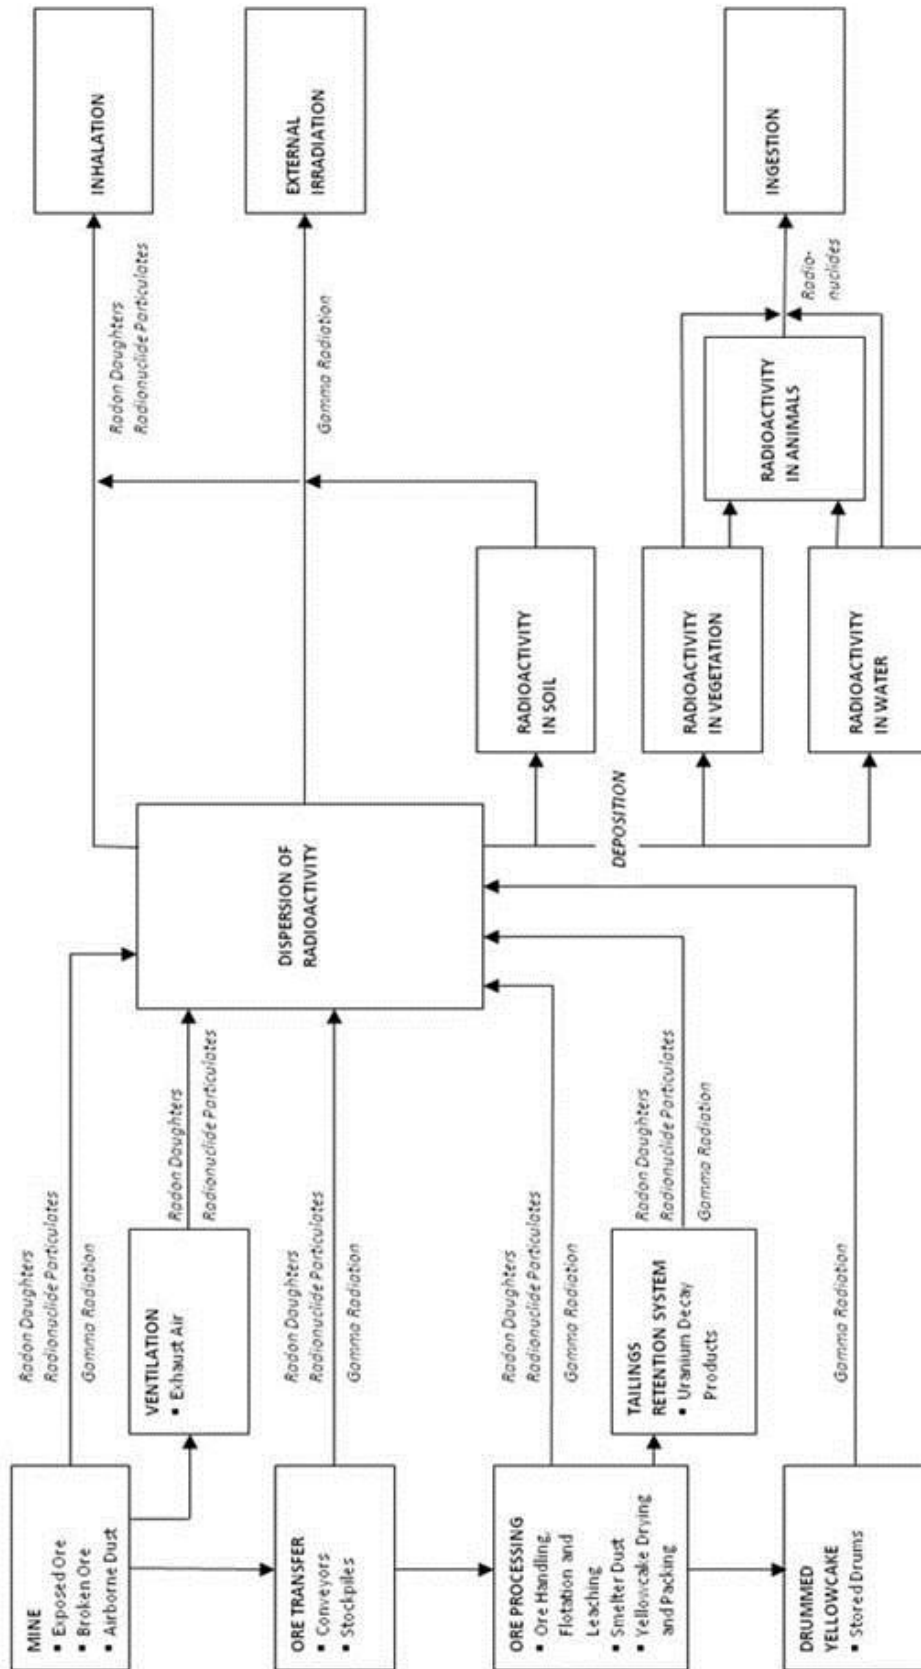 MINE
▪ Exposed Ore
▪ Broken Ore
▪ Airborne Dust
Radon Daughters
Radionuclide Particulates
Gamma Radiation
VENTILATION
▪ Exhaust Air
Radon Daughters
Radionuclide Particulates
ORE TRANSFER
▪ Conveyors
▪ Stockpiles
Radon Daughters
Radionuclide Particulates
Gamma Radiation
ORE PROCESSING
▪ Ore Handling,
Flotation and
Leaching
▪ Smelter Dust
▪ Yellowcake Drying
and Packing
Radon Daughters
Radionuclide Particulates
Gamma Radiation
TAILINGS
RETENTION SYSTEM
▪ Uranium Decay
Products
Radon Daughters
Radionuclide Particulates
Gamma Radiation
DRUMMED
YELLOWCAKE
▪ Stored Drums
Gamma Radiation
DISPERSION OF
RADIOACTIVITY
DEPOSITION
RADIOACTIVITY
IN SOIL
RADIOACTIVITY
IN VEGETATION
RADIOACTIVITY
IN WATER
RADIOACTIVITY
IN ANIMALS
Radon Daughters
Radionuclide Particulates
Gamma Radiation
Radio-
nuclides
INHALATION
EXTERNAL
IRRADIATION
INGESTION